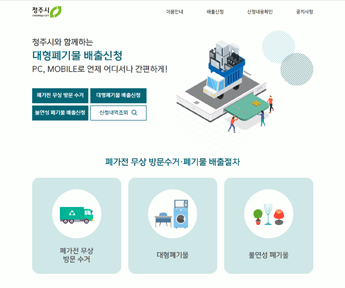 청주시
이용안내
배출신청
신청내용확인
공지사항
청주시와 함께하는
대형폐기물 배출신청
PC, MOBILE로 언제 어디서나 간편하게!
폐가전 무상 방문 수거
대형폐기물 배출신청
불연성 폐기물 배출신청
신청내역조회
폐가전 무상 방문수거·폐기물 배출절차
폐가전 무상
방문 수거
대형폐기물
불연성 폐기물